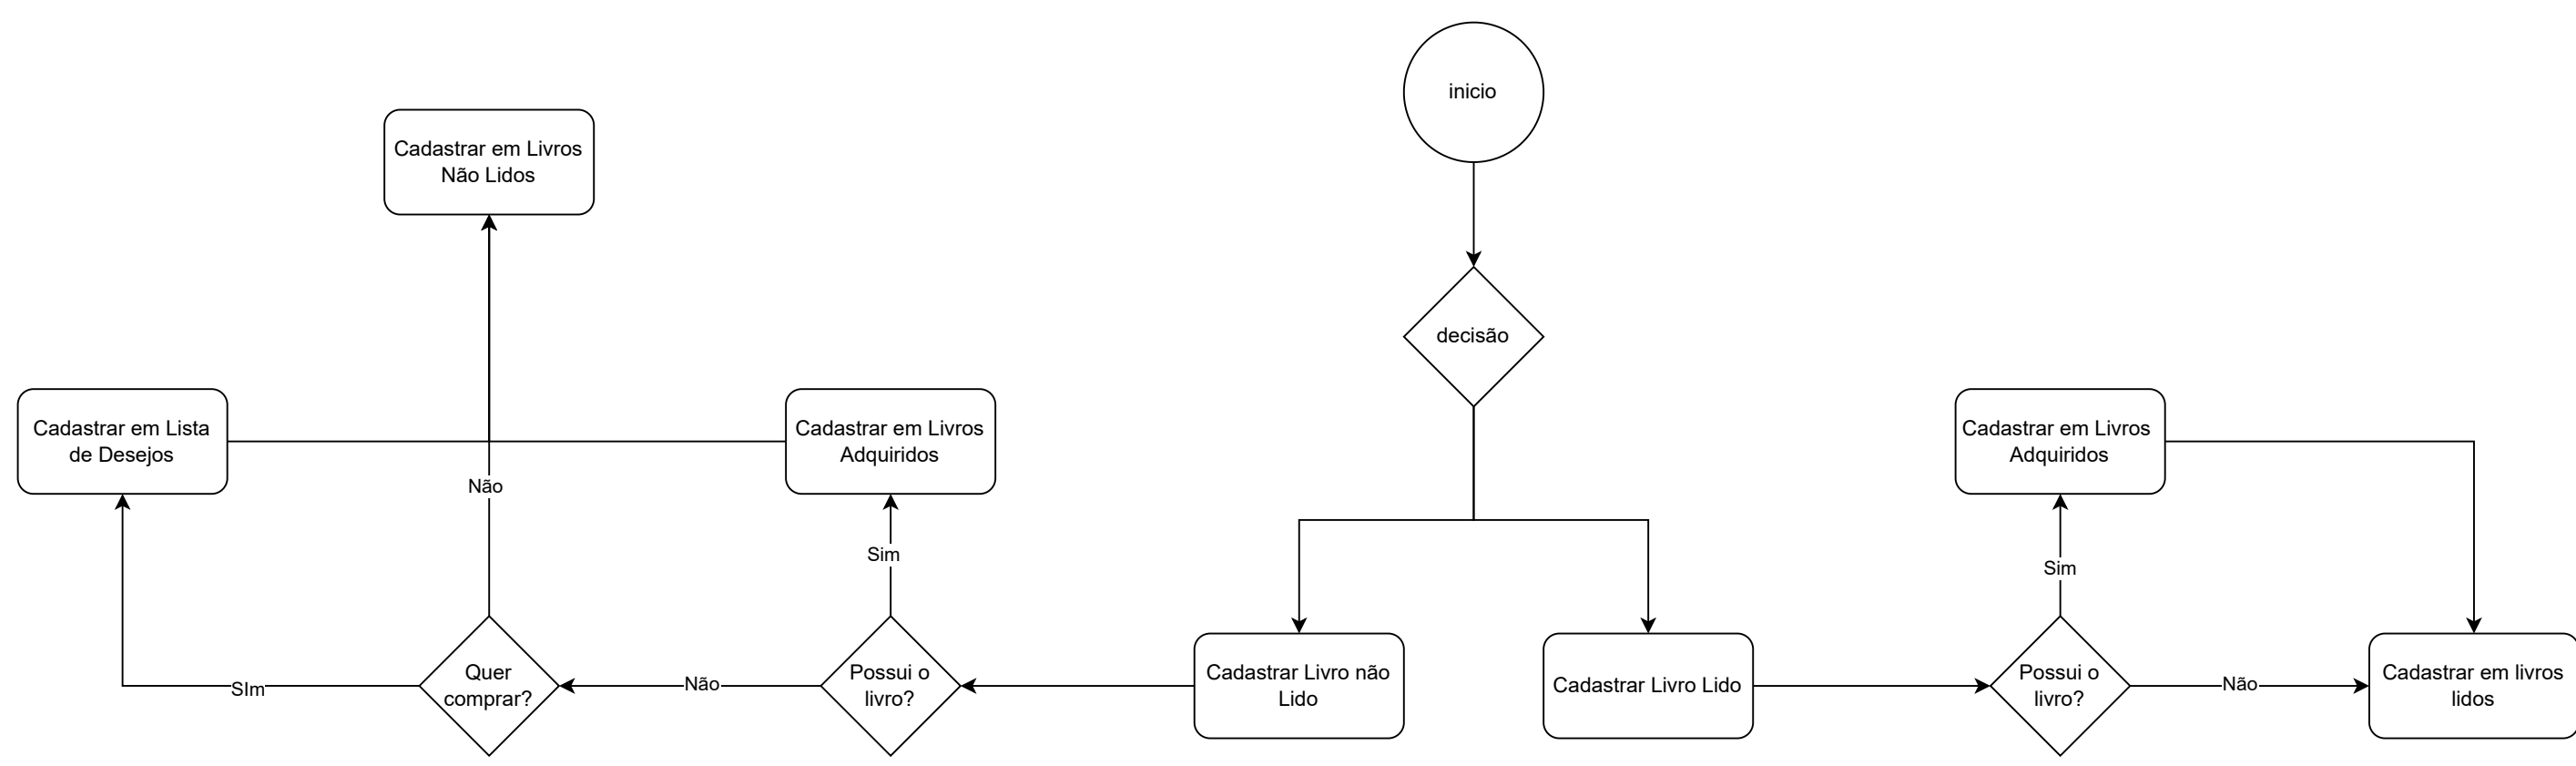 inicio
Cadastrar em Livros
Não Lidos
decisão
Cadastrar em Lista
de Desejos
Cadastrar em Livros
Adquiridos
Cadastrar em Livros
Adquiridos
Não
Sim
Sim
SIm
Quer
comprar?
Não
Possui o
livro?
Cadastrar Livro não
Lido
Cadastrar Livro Lido
Possui o
livro?
Não
Cadastrar em livros
lidos